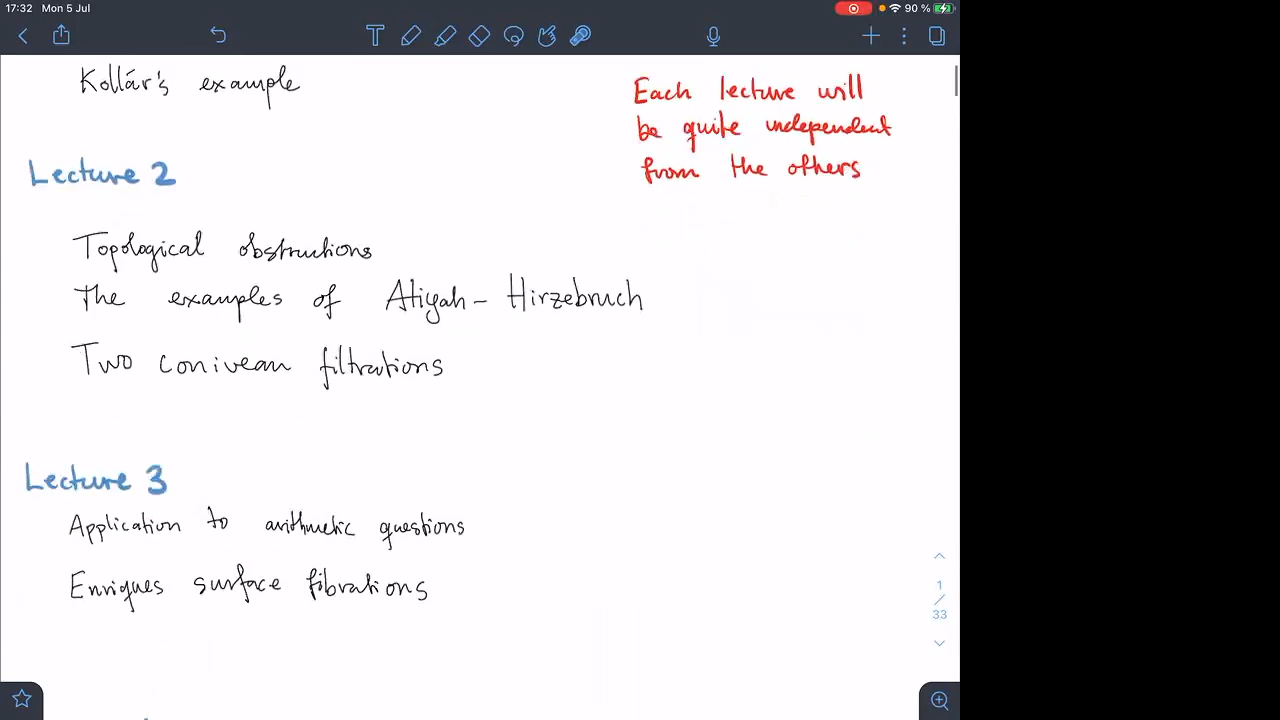 17:32 Mon 5 Jul
90 %
Kollár's example
Each lecture will
be quite independent
from the others
Lecture 2
Topological obstructions
The examples of Atiyah - Hirzebruch
Two coniveau filtrations
Lecture 3
Application to arithmetic questions
Enriques surface fibrations
1
/
33